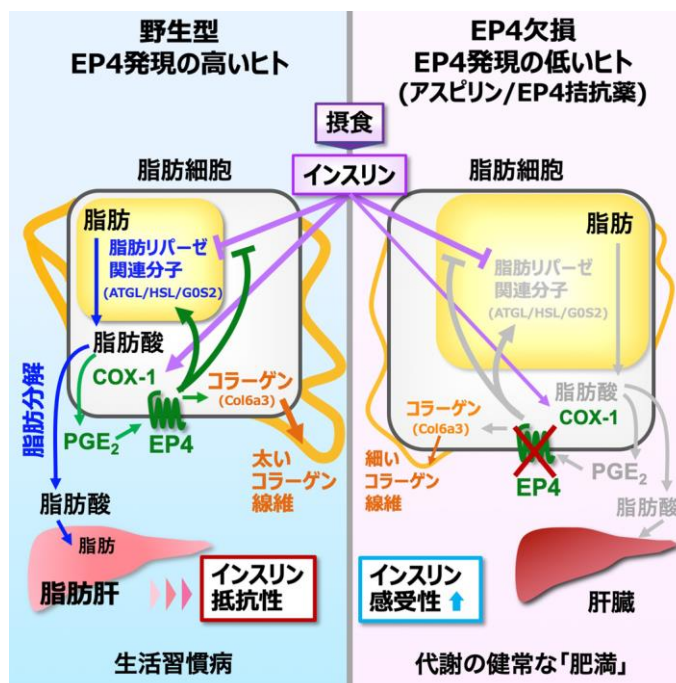 野生型
EP4発現の高いヒト
EP4欠損
EP4発現の低いヒト
(アスピリン/EP4拮抗薬)
摂食
インスリン
脂肪細胞
脂肪
脂肪リパーゼ
関連分子
(ATGL/HSL/G0S2)
脂肪酸
COX-1
コラーゲン
(Col6a3)
脂肪分解
PGE₂
EP4
太い
コラーゲン
線維
脂肪酸
脂肪
脂肪肝
インスリン
抵抗性
生活習慣病
脂肪細胞
脂肪
脂肪リパーゼ
関連分子
(ATGL/HSL/G0S2)
脂肪酸
COX-1
コラーゲン
(Col6a3)
細い
コラーゲン
線維
EP4
PGE₂
脂肪酸
インスリン
感受性
肝臓
代謝の健常な「肥満」